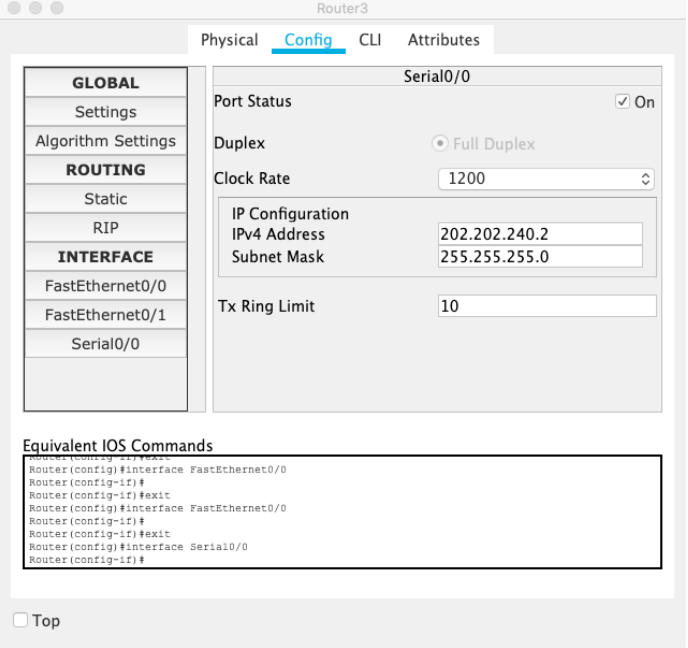 Router3
Physical Config CLI Attributes
GLOBAL
Settings
Algorithm Settings
ROUTING
Static
RIP
INTERFACE
FastEthernet0/0
FastEthernet0/1
Serial0/0
Serial0/0
Port Status On
Duplex Full Duplex
Clock Rate 1200
IP Configuration
IPv4 Address 202.202.240.2
Subnet Mask 255.255.255.0
Tx Ring Limit 10
Equivalent IOS Commands
Router(config-if)#exit
Router(config)#interface FastEthernet0/0
Router(config-if)#
Router(config-if)#exit
Router(config)#interface FastEthernet0/0
Router(config-if)#
Router(config-if)#exit
Router(config)#interface Serial0/0
Router(config-if)#
Top